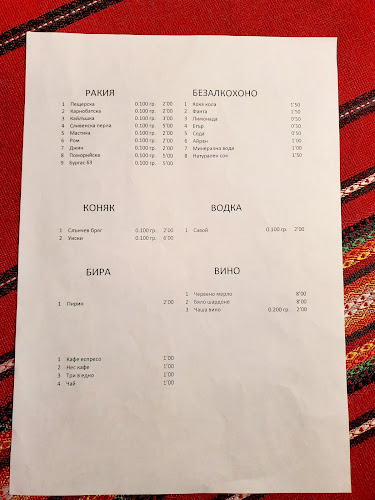 РАКИЯ
1 Пещерска 0.100 гр. 2'00
2 Карнобатска 0.100 гр. 2'00
3 Кайлъшка 0.100 гр. 3'00
4 Сливенска перла 0.100 гр. 5'00
5 Мастика 0.100 гр. 2'00
6 Ром 0.100 гр. 2'00
7 Джин 0.100 гр. 2'00
8 Поморийска 0.100 гр. 5'00
9 Бургас 63 0.100 гр. 5'00
БЕЗАЛКОХОНО
1 Кока кола 1'50
2 Фанта 1'50
3 Лимонада 0'50
4 Бтър 0'50
5 Сода 0'50
6 Айрян 1'00
7 Минерална вода 1'00
8 Натурален сок 1'50
КОНЯК
1 Слънчев бряг 0.100 гр. 2'00
2 Уиски 0.100 гр. 6'00
ВОДКА
1 Савой 0.100 гр. 2'00
БИРА
1 Пирин 2'00
ВИНО
1 Червено мерло 8'00
2 Бяло шардоне 8'00
3 Чаша вино 0.200 гр. 2'00
1 Кафе еспресо 1'00
2 Нес кафе 1'00
3 Три в едно 1'00
4 Чай 1'00